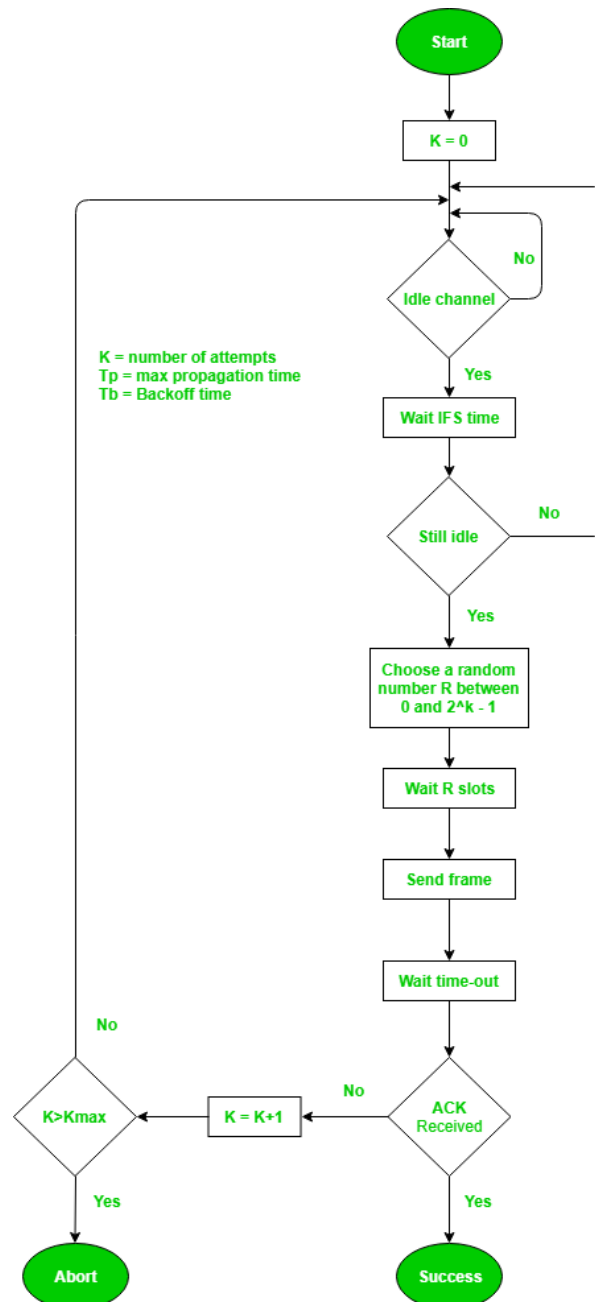 Start
K = 0
No
Idle channel
K = number of attempts
Tp = max propagation time
Tb = Backoff time
Yes
Wait IFS time
No
Still idle
Yes
Choose a random
number R between
0 and 2^k - 1
Wait R slots
Send frame
Wait time-out
No
K>Kmax
K = K+1
No
ACK
Received
Yes
Yes
Abort
Success